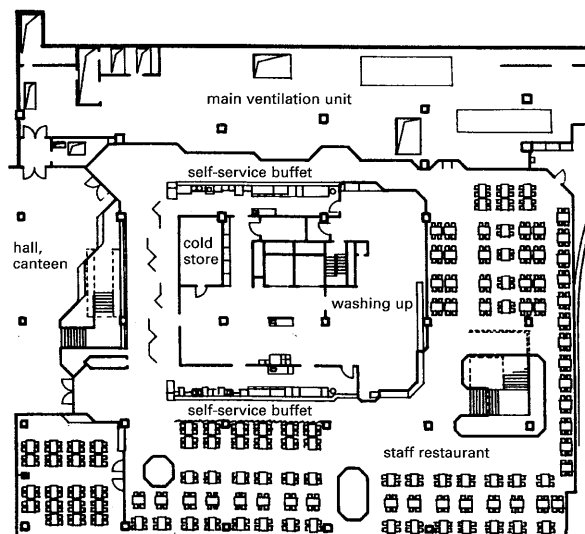 main ventilation unit
self-service buffet
hall,
canteen
cold
store
washing up
self-service buffet
staff restaurant